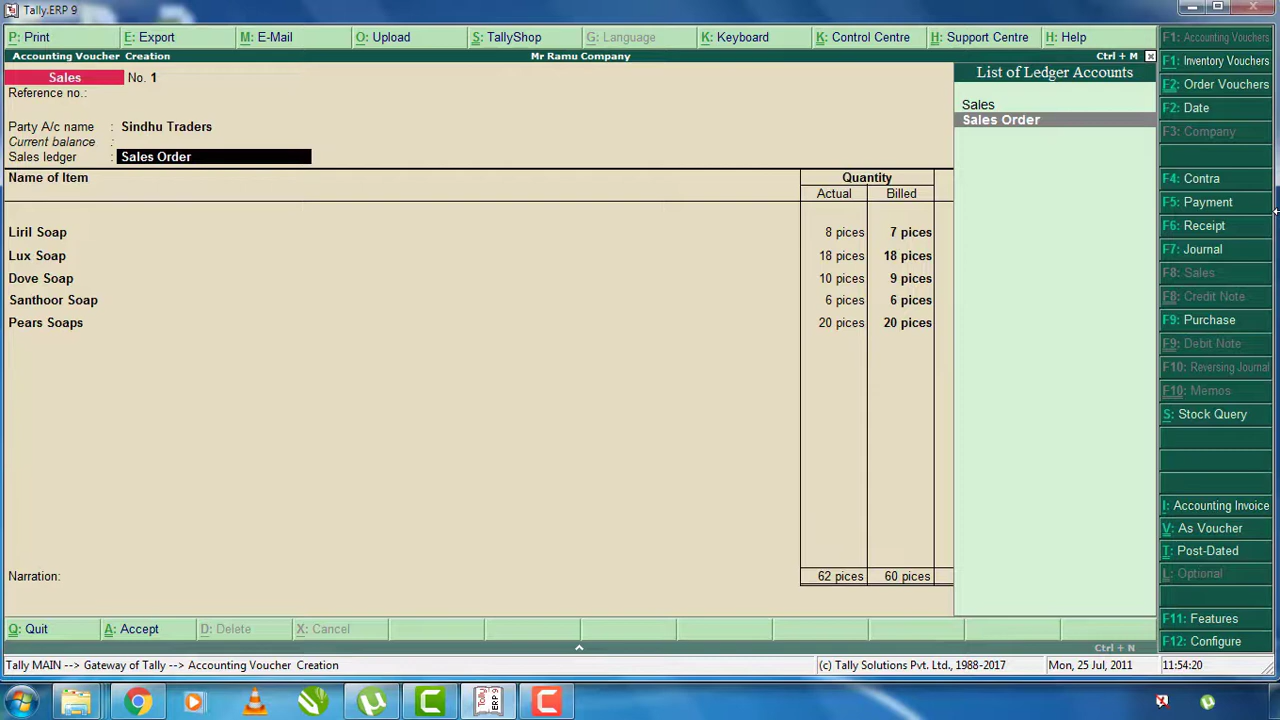 Tally.ERP 9
P: Print
E: Export
M: E-Mail
O: Upload
S: TallyShop
G: Language
K: Keyboard
K: Control Centre
H: Support Centre
H: Help
Accounting Voucher Creation
Mr Ramu Company
Ctrl + M
Sales No. 1
Reference no.:
Party A/c name : Sindhu Traders
Current balance :
Sales ledger : Sales Order
Name of Item
Quantity
Actual Billed
Liril Soap 8 pices 7 pices
Lux Soap 18 pices 18 pices
Dove Soap 10 pices 9 pices
Santhoor Soap 6 pices 6 pices
Pears Soaps 20 pices 20 pices
Narration: 62 pices 60 pices
List of Ledger Accounts
Sales
Sales Order
F1: Accounting Vouchers
F1: Inventory Vouchers
F2: Order Vouchers
F2: Date
F3: Company
F4: Contra
F5: Payment
F6: Receipt
F7: Journal
F8: Sales
F8: Credit Note
F9: Purchase
F9: Debit Note
F10: Reversing Journal
F10: Memos
S: Stock Query
I: Accounting Invoice
V: As Voucher
T: Post-Dated
L: Optional
F11: Features
F12: Configure
Q: Quit
A: Accept
D: Delete
X: Cancel
Ctrl + N
Tally MAIN --> Gateway of Tally --> Accounting Voucher Creation
(c) Tally Solutions Pvt. Ltd., 1988-2017
Mon, 25 Jul, 2011
11:54:20